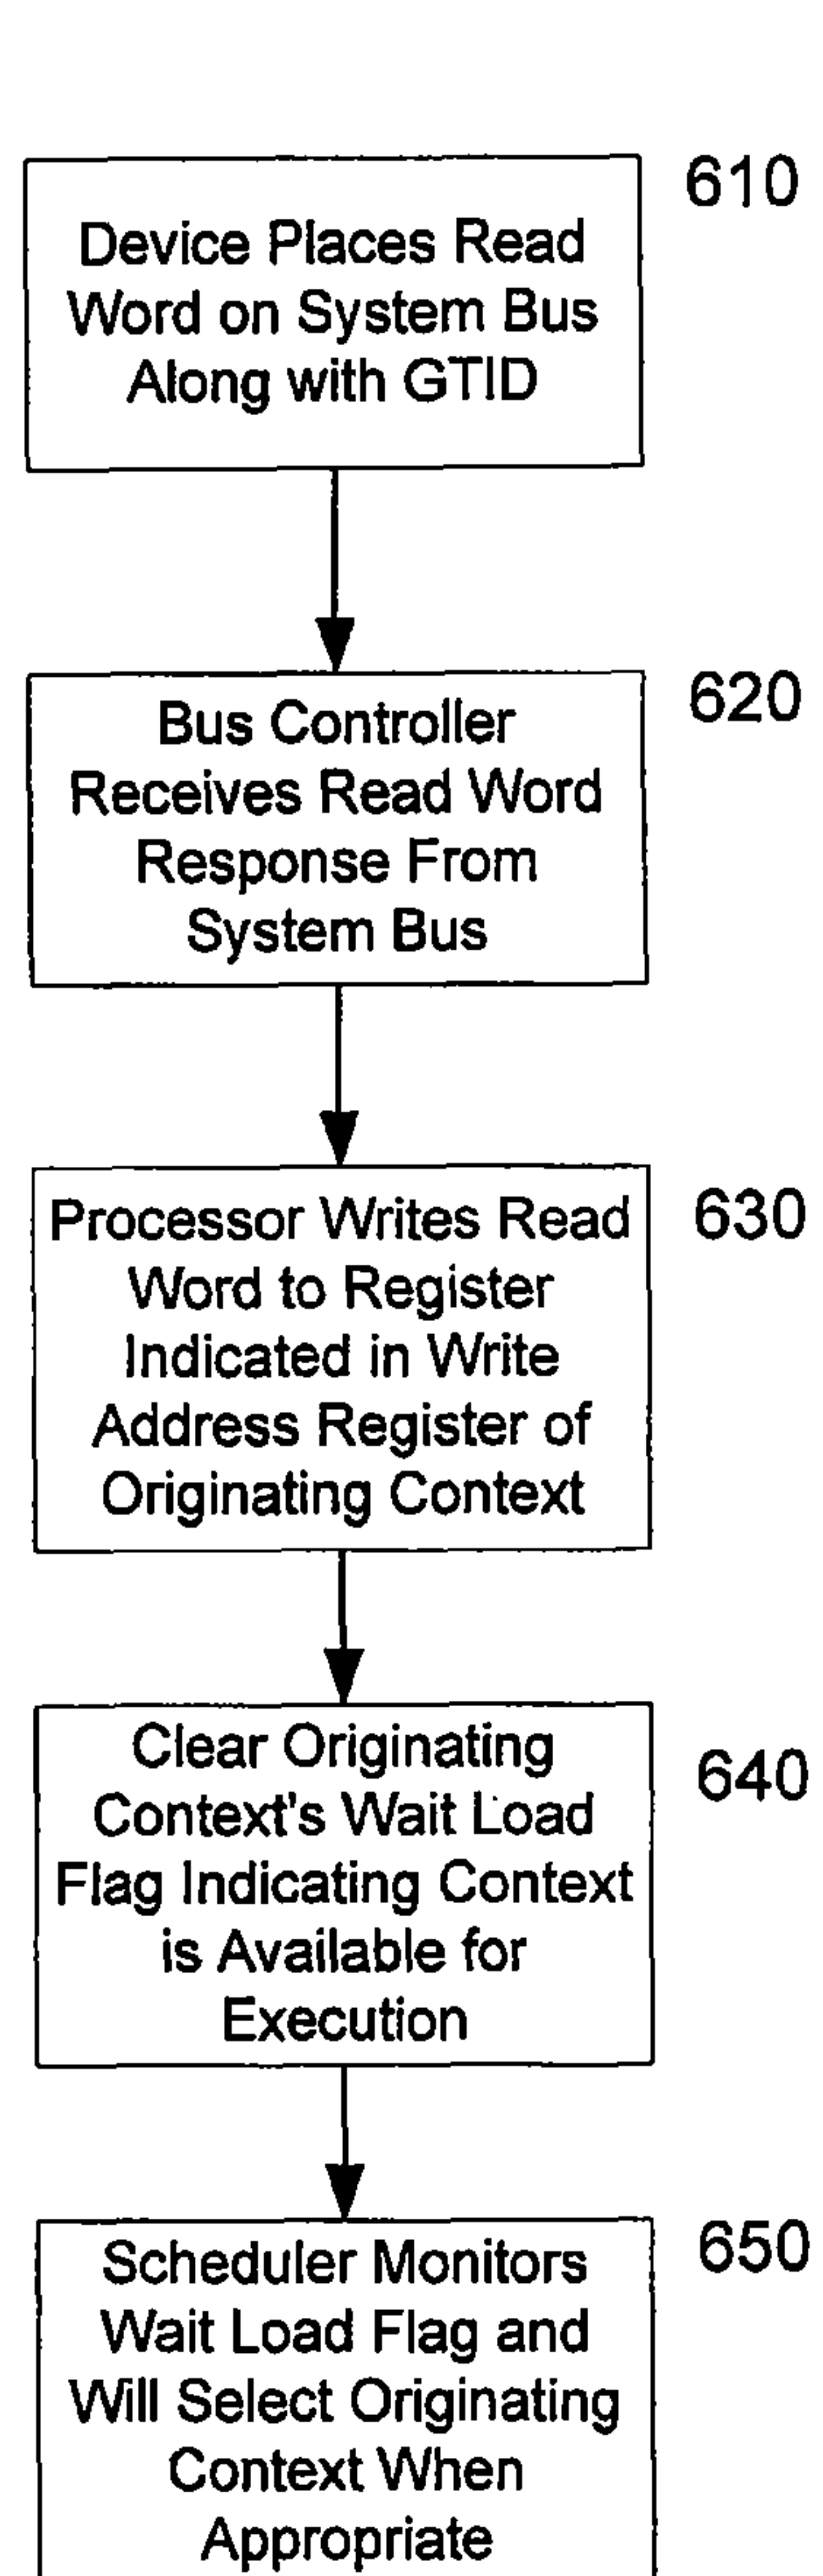 610
Device Places Read
Word on System Bus
Along with GTID
620
Bus Controller
Receives Read Word
Response From
System Bus
630
Processor Writes Read
Word to Register
Indicated in Write
Address Register of
Originating Context
640
Clear Originating
Context's Wait Load
Flag Indicating Context
is Available for
Execution
650
Scheduler Monitors
Wait Load Flag and
Will Select Originating
Context When
Appropriate